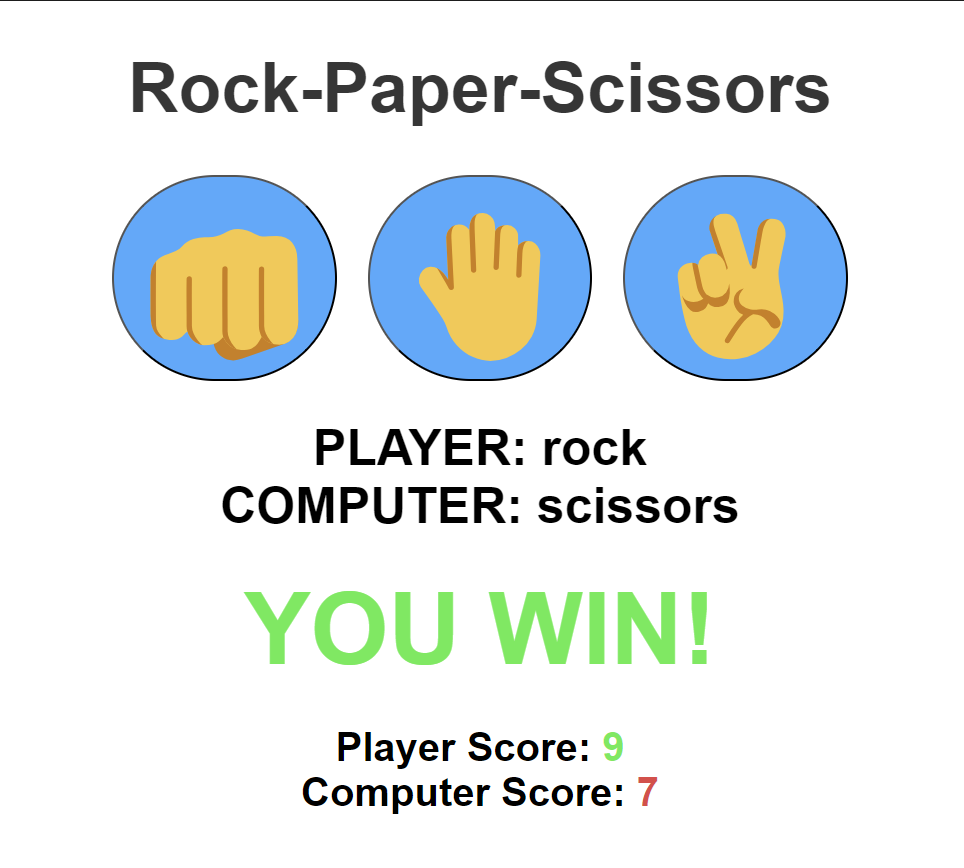 Rock-Paper-Scissors
PLAYER: rock
COMPUTER: scissors
YOU WIN!
Player Score: 9
Computer Score: 7